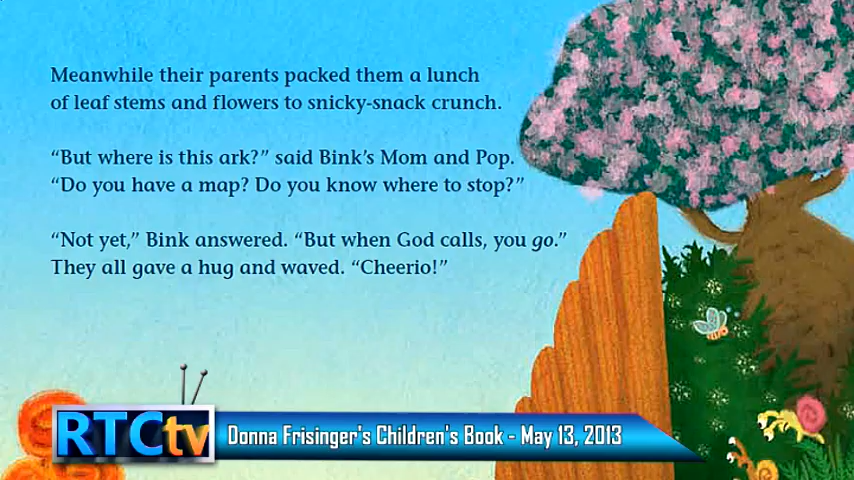 Meanwhile their parents packed them a lunch
of leaf stems and flowers to snicky-snack crunch.
“But where is this ark?” said Bink’s Mom and Pop.
“Do you have a map? Do you know where to stop?”
“Not yet,” Bink answered. “But when God calls, you go.”
They all gave a hug and waved. “Cheerio!”
RTCtv
Donna Frisinger's Children's Book - May 13, 2013